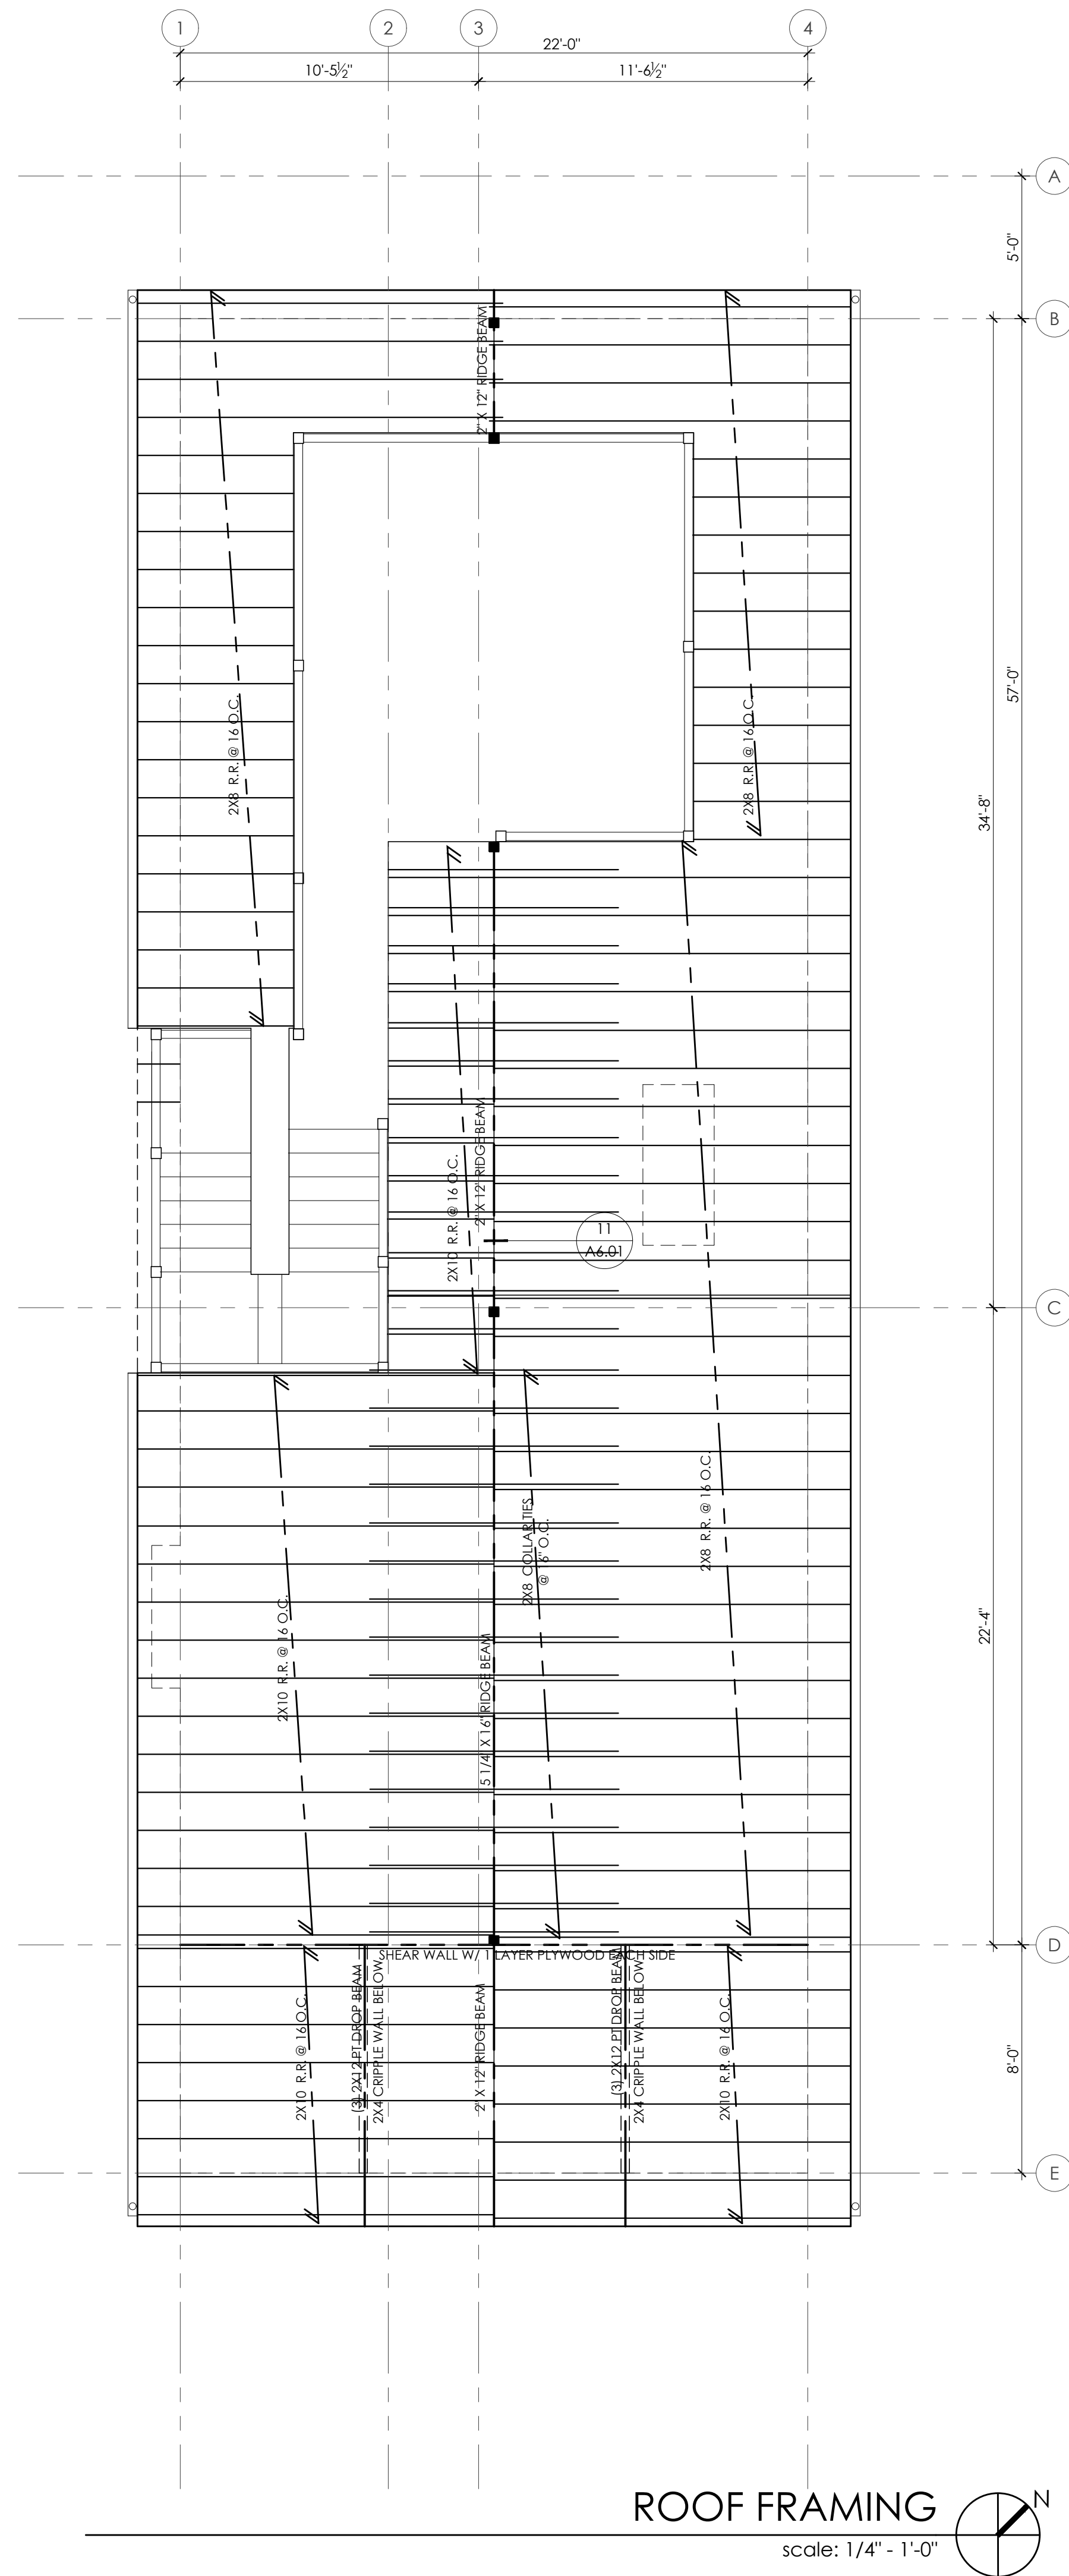 1
2
3
4
22'-0"
10'-5½"
11'-6½"
A
5'-0"
B
2" X 12" RIDGE BEAM
57'-0"
2X8 R.R. @ 16 O.C.
2X8 R.R. @ 16 O.C.
34'-8"
2X10 R.R. @ 16 O.C.
2" X 12" RIDGE BEAM
11
A6.01
C
2X8 COLLAR TIES
@ 16" O.C.
2X8 R.R. @ 16 O.C.
2X10 R.R. @ 16 O.C.
5 1/4" X 16" RIDGE BEAM
22'-4"
D
SHEAR WALL W/ 1 LAYER PLYWOOD EACH SIDE
2X10 R.R. @ 16 O.C.
(3) 2X12 PT DROP BEAM
2X4 CRIPPLE WALL BELOW
2" X 12" RIDGE BEAM
(3) 2X12 PT DROP BEAM
2X4 CRIPPLE WALL BELOW
2X10 R.R. @ 16 O.C.
8'-0"
E
ROOF FRAMING
N
scale: 1/4" - 1'-0"